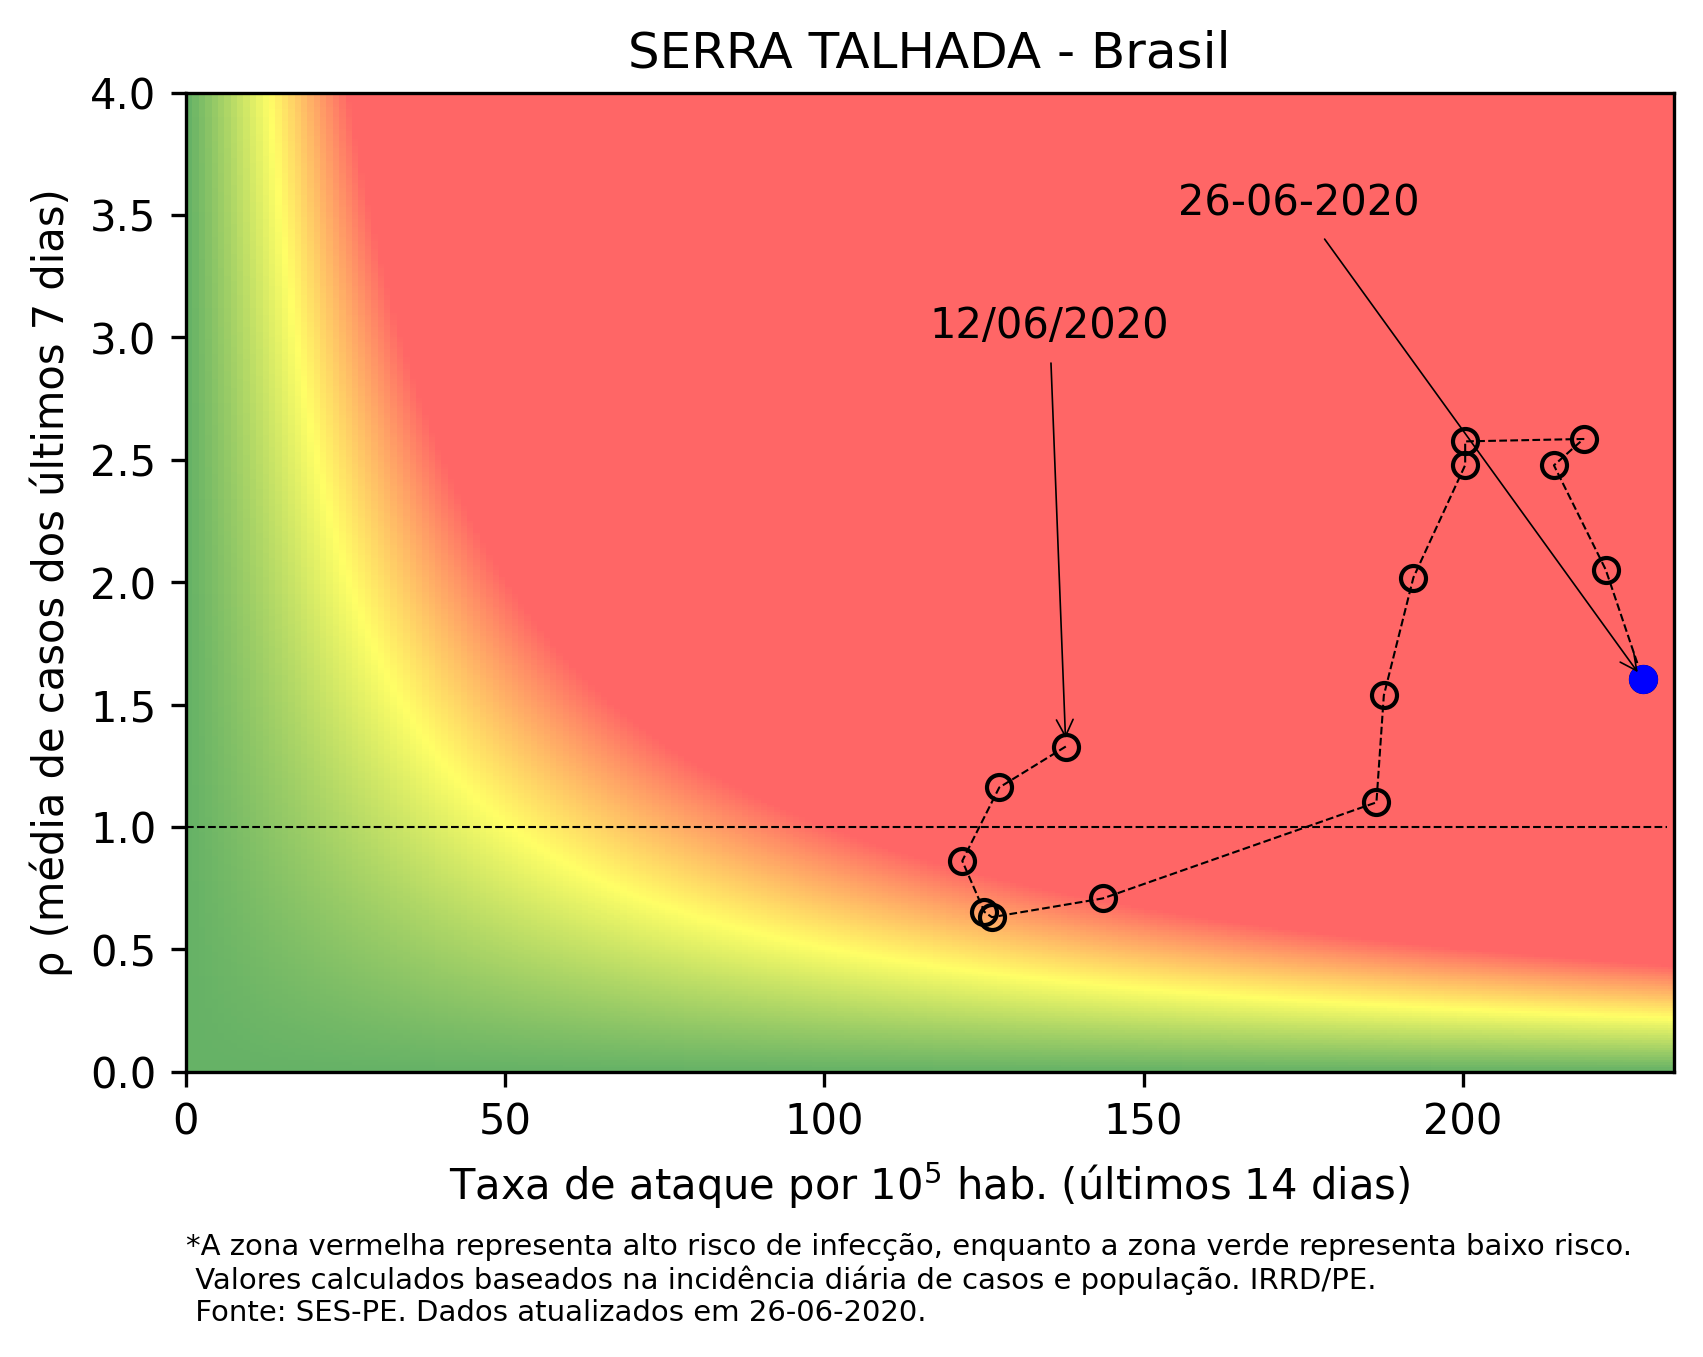 SERRA TALHADA - Brasil
4.0
3.5
3.0
2.5
2.0
1.5
1.0
0.5
0.0
ρ (média de casos dos últimos 7 dias)
26-06-2020
12/06/2020
0 50 100 150 200
Taxa de ataque por 10⁵ hab. (últimos 14 dias)
*A zona vermelha representa alto risco de infecção, enquanto a zona verde representa baixo risco.
Valores calculados baseados na incidência diária de casos e população. IRRD/PE.
Fonte: SES-PE. Dados atualizados em 26-06-2020.